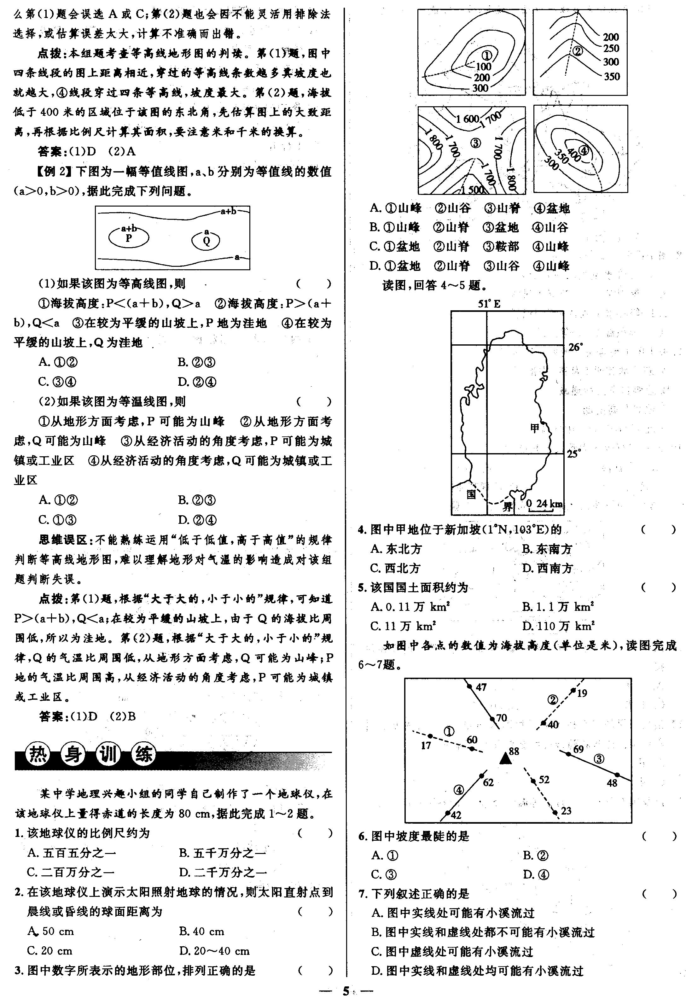 么第(1)题会误选 A 或 C;第(2)题也会因不能灵活用排除法
选择,或估算误差太大,计算不准确而出错。
点拨:本组题考查等高线地形图的判读。第(1)题,图中
四条线段的图上距离相近,穿过的等高线条数越多其坡度也
就越大,④线段穿过四条等高线,坡度最大。第(2)题,海拔
低于 400 米的区域位于该图的东北角,先估算图上的大致距
离,再根据比例尺计算其面积,要注意米和千米的换算。
答案:(1)D (2)A
【例 2】下图为一幅等值线图,a、b 分别为等值线的数值
(a>0,b>0),据此完成下列问题。
a+b
a+b
P
a
Q
a
(1)如果该图为等高线图,则 ( )
①海拔高度:P<(a+b),Q>a ②海拔高度:P>(a+
b),Q<a ③在较为平缓的山坡上,P 地为洼地 ④在较为
平缓的山坡上,Q 为洼地
A. ①② B. ②③
C. ③④ D. ②④
(2)如果该图为等温线图,则 ( )
①从地形方面考虑,P 可能为山峰 ②从地形方面考
虑,Q 可能为山峰 ③从经济活动的角度考虑,P 可能为城
镇或工业区 ④从经济活动的角度考虑,Q 可能为城镇或工
业区
A. ①② B. ②③
C. ①③ D. ②④
思维误区:不能熟练运用“低于低值,高于高值”的规律
判断等高线地形图,难以理解地形对气温的影响造成对该组
题判断失误。
点拨:第(1)题,根据“大于大的,小于小的”规律,可知道
P>(a+b),Q<a;在较为平缓的山坡上,由于 Q 的海拔比周
围低,所以为洼地。第(2)题,根据“大于大的,小于小的”规
律,Q 的气温比周围低,从地形方面考虑,Q 可能为山峰;P
地的气温比周围高,从经济活动的角度考虑,P 可能为城镇
或工业区。
答案:(1)D (2)B
热身训练
某中学地理兴趣小组的同学自己制作了一个地球仪,在
该地球仪上量得赤道的长度为 80 cm,据此完成 1~2 题。
1. 该地球仪的比例尺约为 ( )
A. 五百五分之一 B. 五千万分之一
C. 二百万分之一 D. 二千万分之一
2. 在该地球仪上演示太阳照射地球的情况,则太阳直射点到
晨线或昏线的球面距离为 ( )
A. 50 cm B. 40 cm
C. 20 cm D. 20~40 cm
3. 图中数字所表示的地形部位,排列正确的是 ( )
①
100
200
300
②
200
250
300
350
1 600
1 700
1 800
1 700
③
1 700
1 700
1 800
1 500
④
400
350
300
A. ①山峰 ②山谷 ③山脊 ④盆地
B. ①山峰 ②山脊 ③盆地 ④山谷
C. ①盆地 ②山脊 ③鞍部 ④山峰
D. ①盆地 ②山脊 ③山谷 ④山峰
读图,回答 4~5 题。
51°E
26°
甲
25°
国
界
0 24 km
4. 图中甲地位于新加坡(1°N,103°E)的 ( )
A. 东北方 B. 东南方
C. 西北方 D. 西南方
5. 该国国土面积约为 ( )
A. 0. 11 万 km² B. 1. 1 万 km²
C. 11 万 km² D. 110 万 km²
如图中各点的数值为海拔高度(单位是米),读图完成
6~7题。
47
②
19
70
40
①
17
60
88
69
③
62
52
48
④
42
23
6. 图中坡度最陡的是 ( )
A. ① B. ②
C. ③ D. ④
7. 下列叙述正确的是 ( )
A. 图中实线处可能有小溪流过
B. 图中实线和虚线处都不可能有小溪流过
C. 图中虚线处可能有小溪流过
D. 图中实线和虚线处均可能有小溪流过
— 5 —